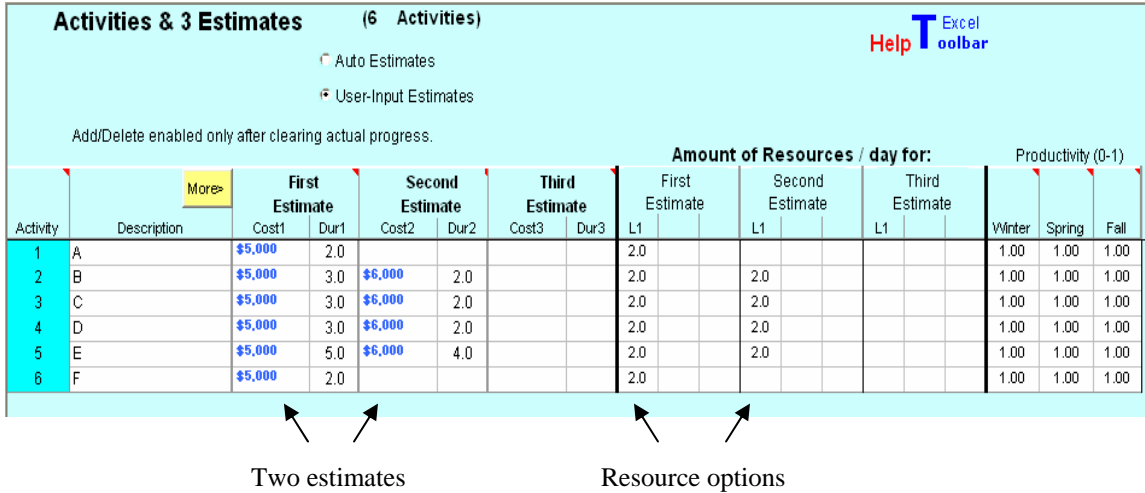 Activities & 3 Estimates (6 Activities)
Help Toolbar Excel
Auto Estimates
User-Input Estimates
Add/Delete enabled only after clearing actual progress.
Amount of Resources / day for: Productivity (0-1)
More> First Estimate Second Estimate Third Estimate First Estimate Second Estimate Third Estimate
Activity Description Cost1 Dur1 Cost2 Dur2 Cost3 Dur3 L1 L1 L1 Winter Spring Fall
1 A $5,000 2.0 2.0 1.00 1.00 1.00
2 B $5,000 3.0 $6,000 2.0 2.0 2.0 1.00 1.00 1.00
3 C $5,000 3.0 $6,000 2.0 2.0 2.0 1.00 1.00 1.00
4 D $5,000 3.0 $6,000 2.0 2.0 2.0 1.00 1.00 1.00
5 E $5,000 5.0 $6,000 4.0 2.0 2.0 1.00 1.00 1.00
6 F $5,000 2.0 2.0 1.00 1.00 1.00
Two estimates Resource options